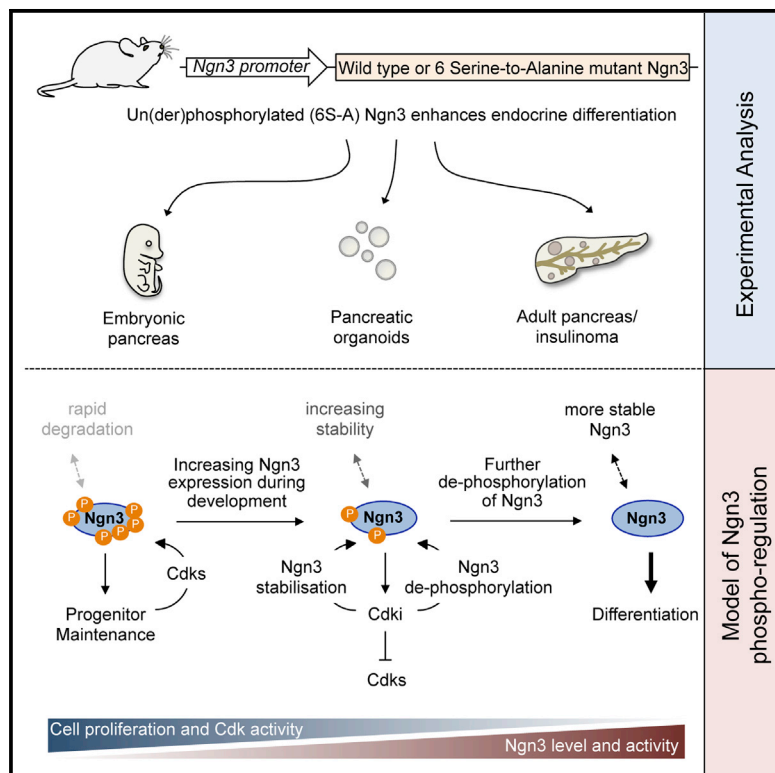 Ngn3 promoter
Wild type or 6 Serine-to-Alanine mutant Ngn3
Un(der)phosphorylated (6S-A) Ngn3 enhances endocrine differentiation
Embryonic
pancreas
Pancreatic
organoids
Adult pancreas/
insulinoma
Experimental Analysis
rapid
degradation
increasing
stability
more stable
Ngn3
Increasing Ngn3
expression during
development
Further
de-phosphorylation
of Ngn3
P
P
P
P
P
P
Ngn3
P
P
Ngn3
Ngn3
Cdks
Ngn3
stabilisation
Ngn3
de-phosphorylation
Progenitor
Maintenance
Cdki
Differentiation
Cdks
Cell proliferation and Cdk activity
Ngn3 level and activity
Model of Ngn3
phospho-regulation